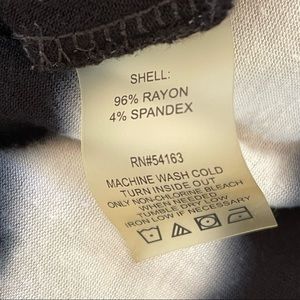 SHELL:
96% RAYON
4% SPANDEX
RN#54163
MACHINE WASH COLD
TURN INSIDE OUT
ONLY NON-CHLORINE BLEACH
WHEN NEEDED
TUMBLE DRY LOW
IRON LOW IF NECESSARY